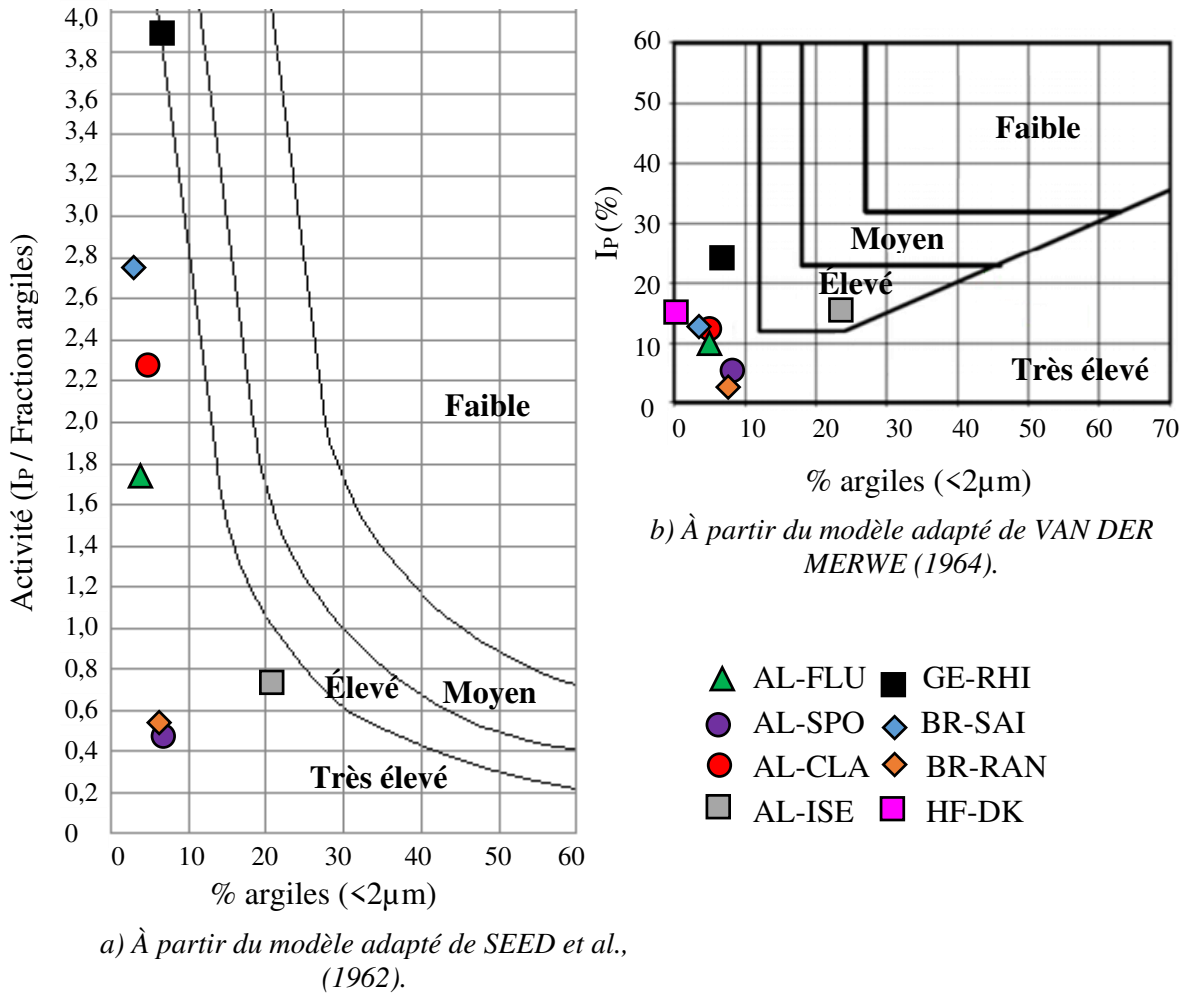 4,0
3,8
3,6
3,4
3,2
3,0
2,8
2,6
2,4
2,2
2,0
1,8
1,6
1,4
1,2
1,0
0,8
0,6
0,4
0,2
0
Activité (IP / Fraction argiles)
Faible
Élevé
Moyen
Très élevé
0 10 20 30 40 50 60
% argiles (<2µm)
a) À partir du modèle adapté de SEED et al.,
(1962).
60
50
40
30
20
10
0
IP (%)
Faible
Moyen
Élevé
Très élevé
0 10 20 30 40 50 60 70
% argiles (<2µm)
b) À partir du modèle adapté de VAN DER
MERWE (1964).
AL-FLU GE-RHI
AL-SPO BR-SAI
AL-CLA BR-RAN
AL-ISE HF-DK